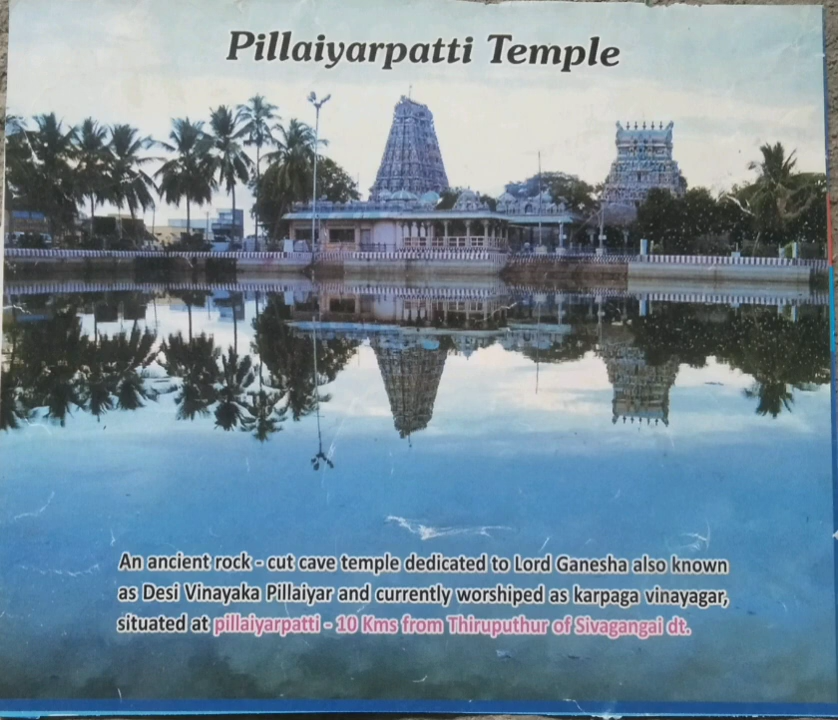 Pillaiyarpatti Temple
An ancient rock - cut cave temple dedicated to Lord Ganesha also known
as Desi Vinayaka Pillaiyar and currently worshiped as karpaga vinayagar,
situated at pillaiyarpatti - 10 Kms from Thiruputhur of Sivagangai dt.